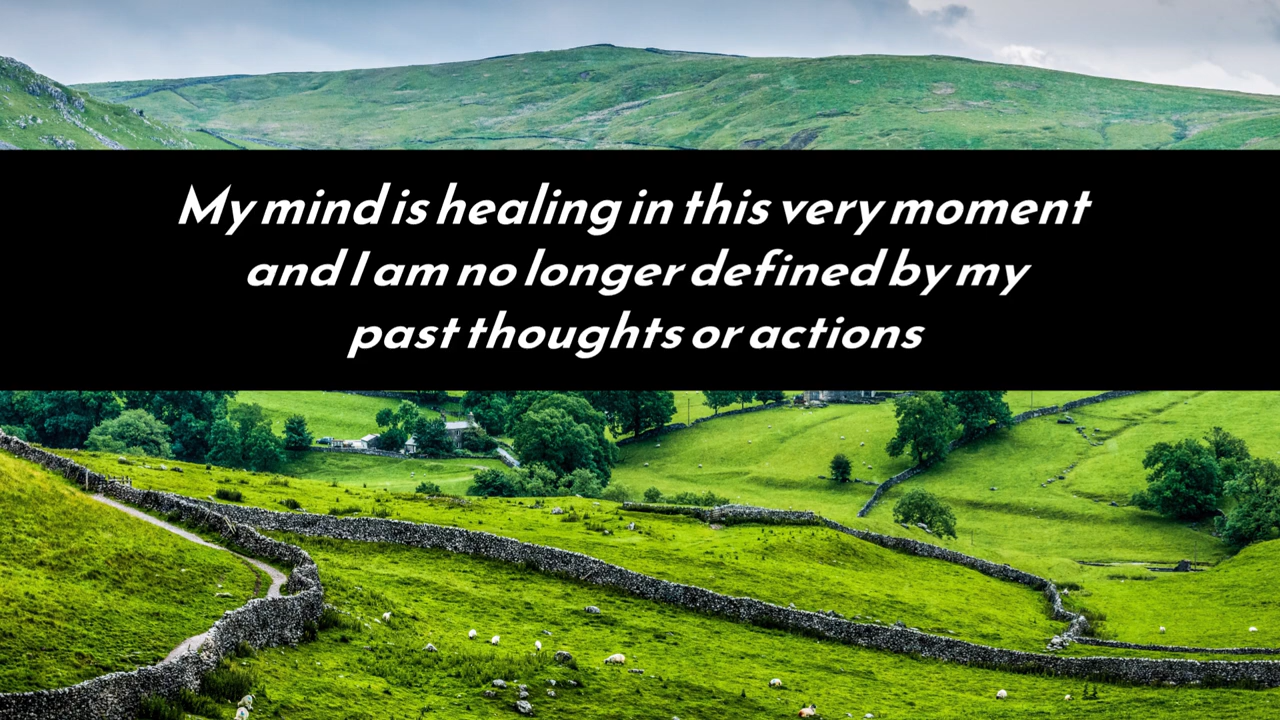 My mind is healing in this very moment
and I am no longer defined by my
past thoughts or actions